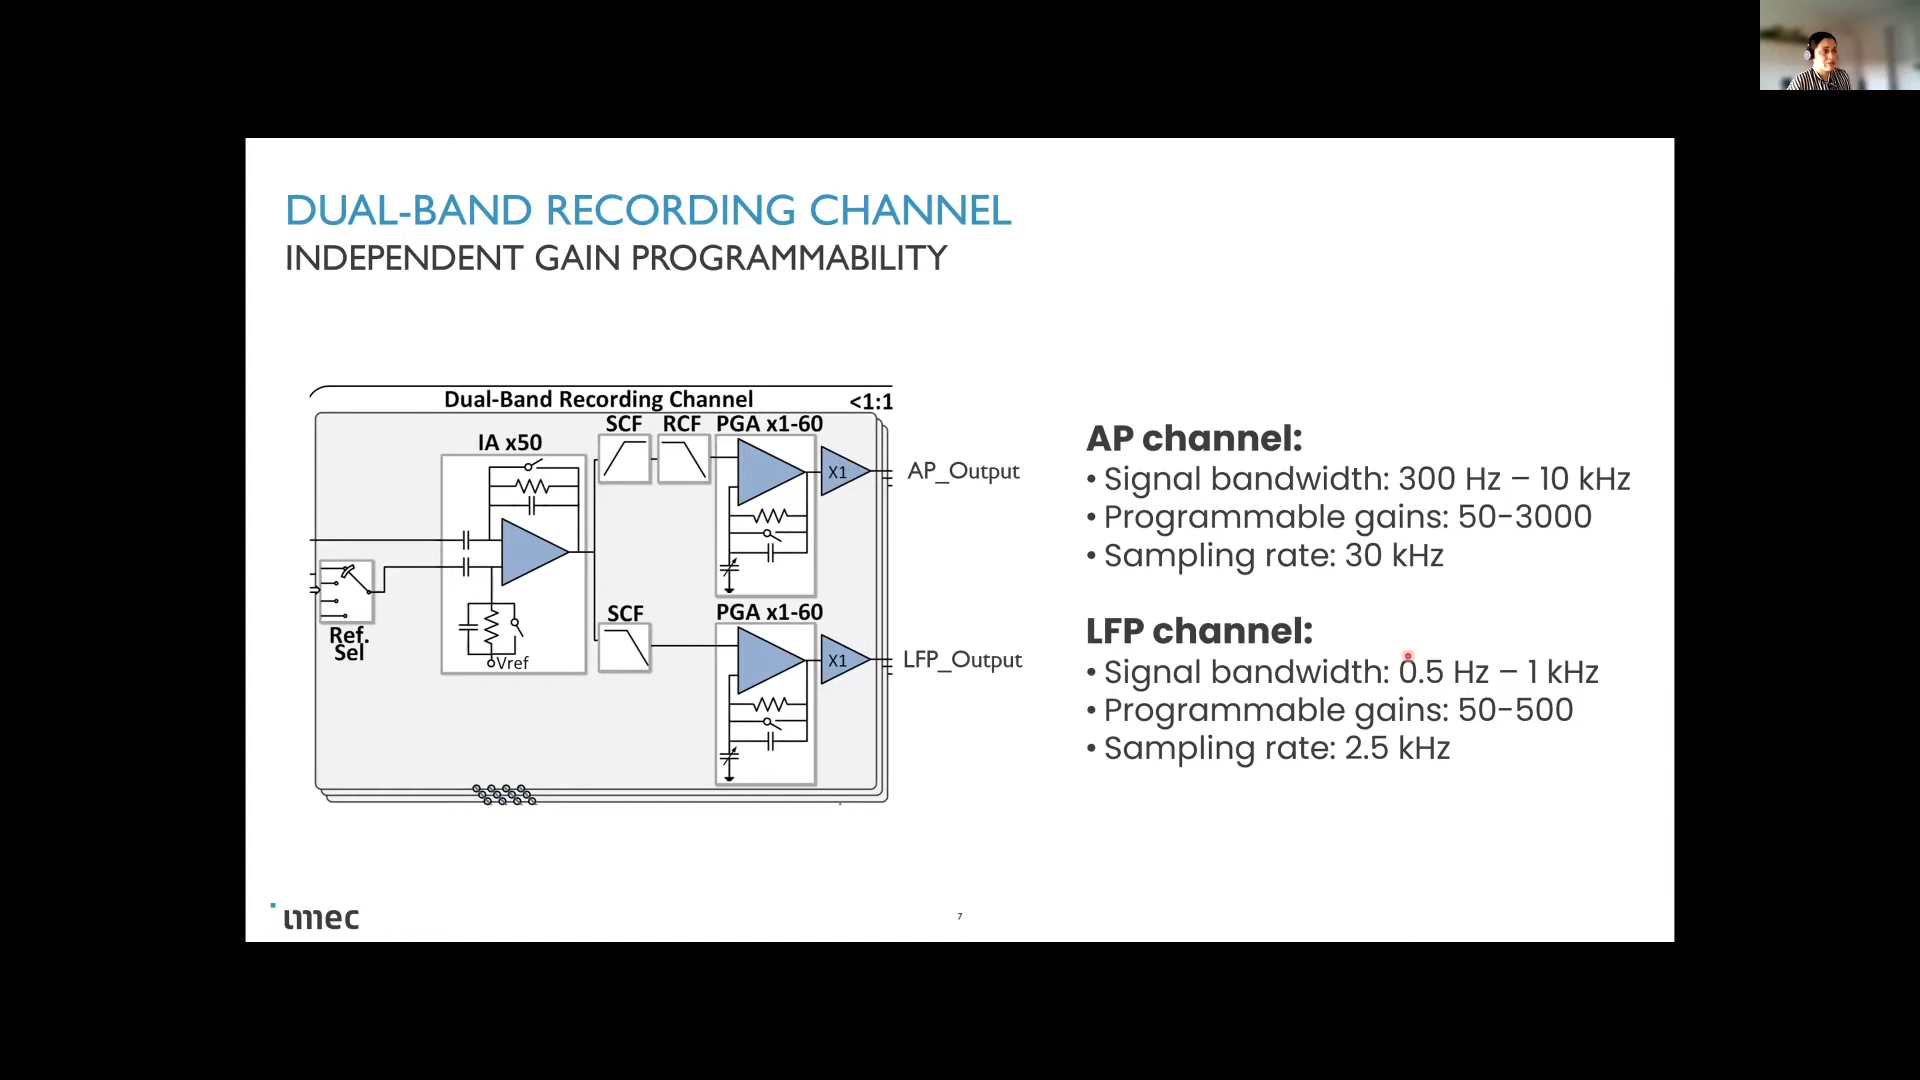 DUAL-BAND RECORDING CHANNEL
INDEPENDENT GAIN PROGRAMMABILITY
Dual-Band Recording Channel
<1:1
SCF
RCF
PGA x1-60
IA x50
X1
AP_Output
Ref.
Sel
Vref
SCF
PGA x1-60
X1
LFP_Output
AP channel:
• Signal bandwidth: 300 Hz – 10 kHz
• Programmable gains: 50-3000
• Sampling rate: 30 kHz
LFP channel:
• Signal bandwidth: 0.5 Hz – 1 kHz
• Programmable gains: 50-500
• Sampling rate: 2.5 kHz
imec
7